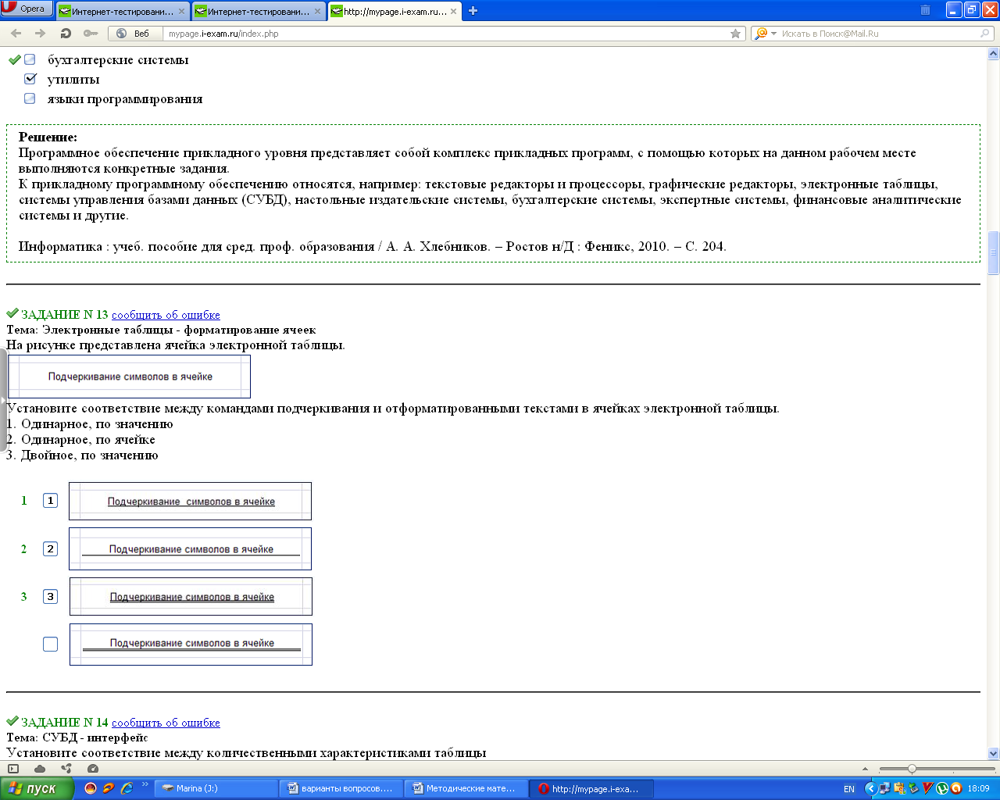 Opera
Интернет-тестировани...
Интернет-тестировани...
http://mypage.i-exam.ru...
Веб
mypage.i-exam.ru/index.php
Искать в Поиск@Mail.Ru
бухгалтерские системы
утилиты
языки программирования
Решение:
Программное обеспечение прикладного уровня представляет собой комплекс прикладных программ, с помощью которых на данном рабочем месте
выполняются конкретные задания.
К прикладному программному обеспечению относятся, например: текстовые редакторы и процессоры, графические редакторы, электронные таблицы,
системы управления базами данных (СУБД), настольные издательские системы, бухгалтерские системы, экспертные системы, финансовые аналитические
системы и другие.
Информатика : учеб. пособие для сред. проф. образования / А. А. Хлебников. – Ростов н/Д : Феникс, 2010. – С. 204.
ЗАДАНИЕ N 13 сообщить об ошибке
Тема: Электронные таблицы - форматирование ячеек
На рисунке представлена ячейка электронной таблицы.
Подчеркивание символов в ячейке
Установите соответствие между командами подчеркивания и отформатированными текстами в ячейках электронной таблицы.
1. Одинарное, по значению
2. Одинарное, по ячейке
3. Двойное, по значению
1 1 Подчеркивание символов в ячейке
2 2 Подчеркивание символов в ячейке
3 3 Подчеркивание символов в ячейке
Подчеркивание символов в ячейке
ЗАДАНИЕ N 14 сообщить об ошибке
Тема: СУБД - интерфейс
Установите соответствие между количественными характеристиками таблицы
пуск
Marina (J:)
варианты вопросов....
Методические мате...
http://mypage.i-exa...
EN
18:09